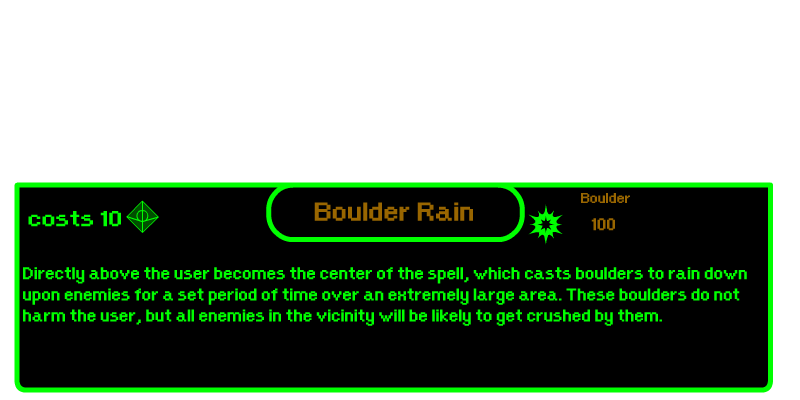 costs 10
Boulder Rain
Boulder
100
Directly above the user becomes the center of the spell, which casts boulders to rain down
upon enemies for a set period of time over an extremely large area. These boulders do not
harm the user, but all enemies in the vicinity will be likely to get crushed by them.